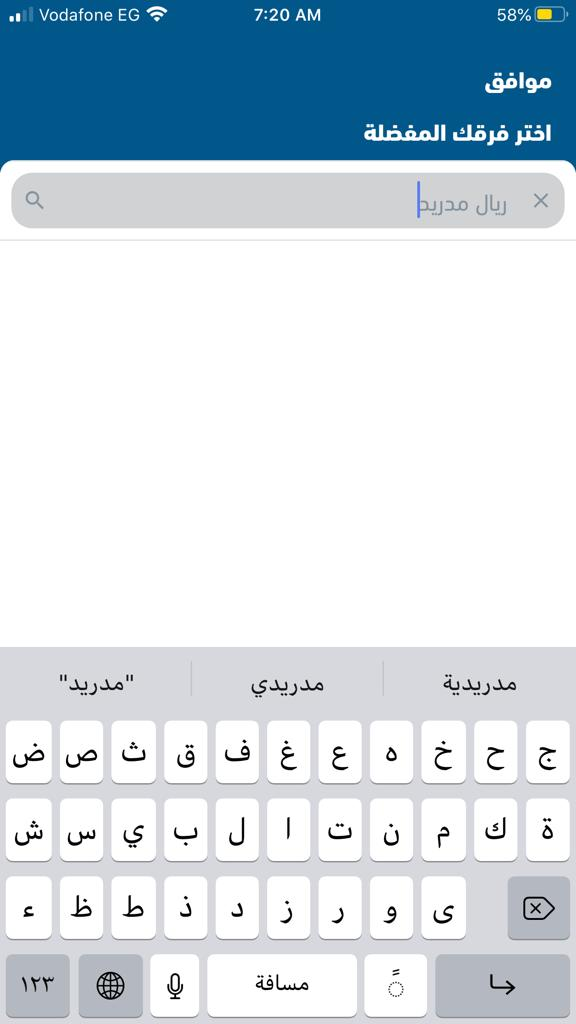 Vodafone EG 7:20 AM 58%
موافق
اختر فرقك المفضلة
ريال مدريد
مدريدية مدريدي "مدريد"
ض ص ث ق ف غ ع ه خ ح ج
ش س ي ب ل ا ت ن م ك ة
ء ظ ط ذ د ز ر و ى
١٢٣ مسافة